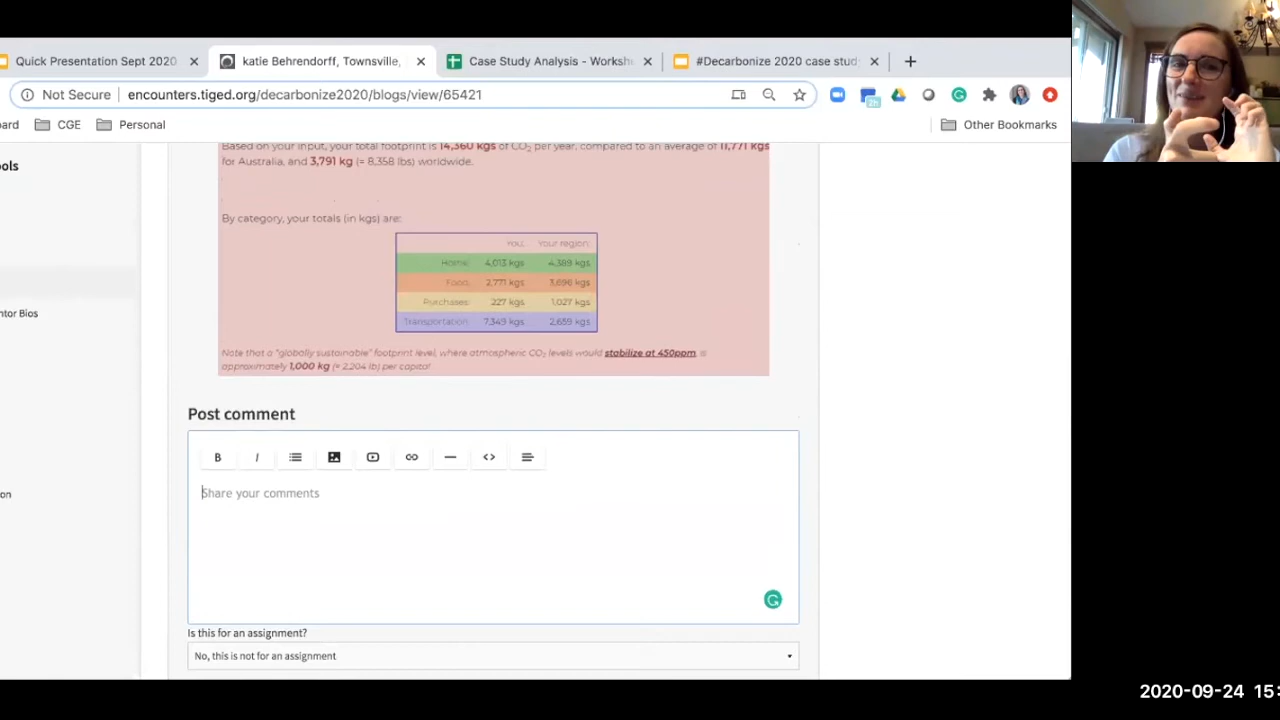 Quick Presentation Sept 2020
katie Behrendorff, Townsville,
Case Study Analysis - Worksh
#Decarbonize 2020 case stud
Not Secure encounters.tiged.org/decarbonize2020/blogs/view/65421
2h
ard CGE Personal Other Bookmarks
ols
ntor Bios
on
Based on your input, your total footprint is 14,360 kgs of CO2 per year, compared to an average of 11,771 kgs
for Australia, and 3,791 kg (= 8,358 lbs) worldwide.
By category, your totals (in kgs) are:
You: Your region:
Home: 4,013 kgs 4,389 kgs
Food: 2,771 kgs 3,696 kgs
Purchases: 227 kgs 1,027 kgs
Transportation: 7,349 kgs 2,659 kgs
Note that a "globally sustainable" footprint level, where atmospheric CO2 levels would stabilize at 450ppm, is
approximately 1,000 kg (= 2,204 lb) per capita
Post comment
B I
Share your comments
Is this for an assignment?
No, this is not for an assignment
2020-09-24 15: